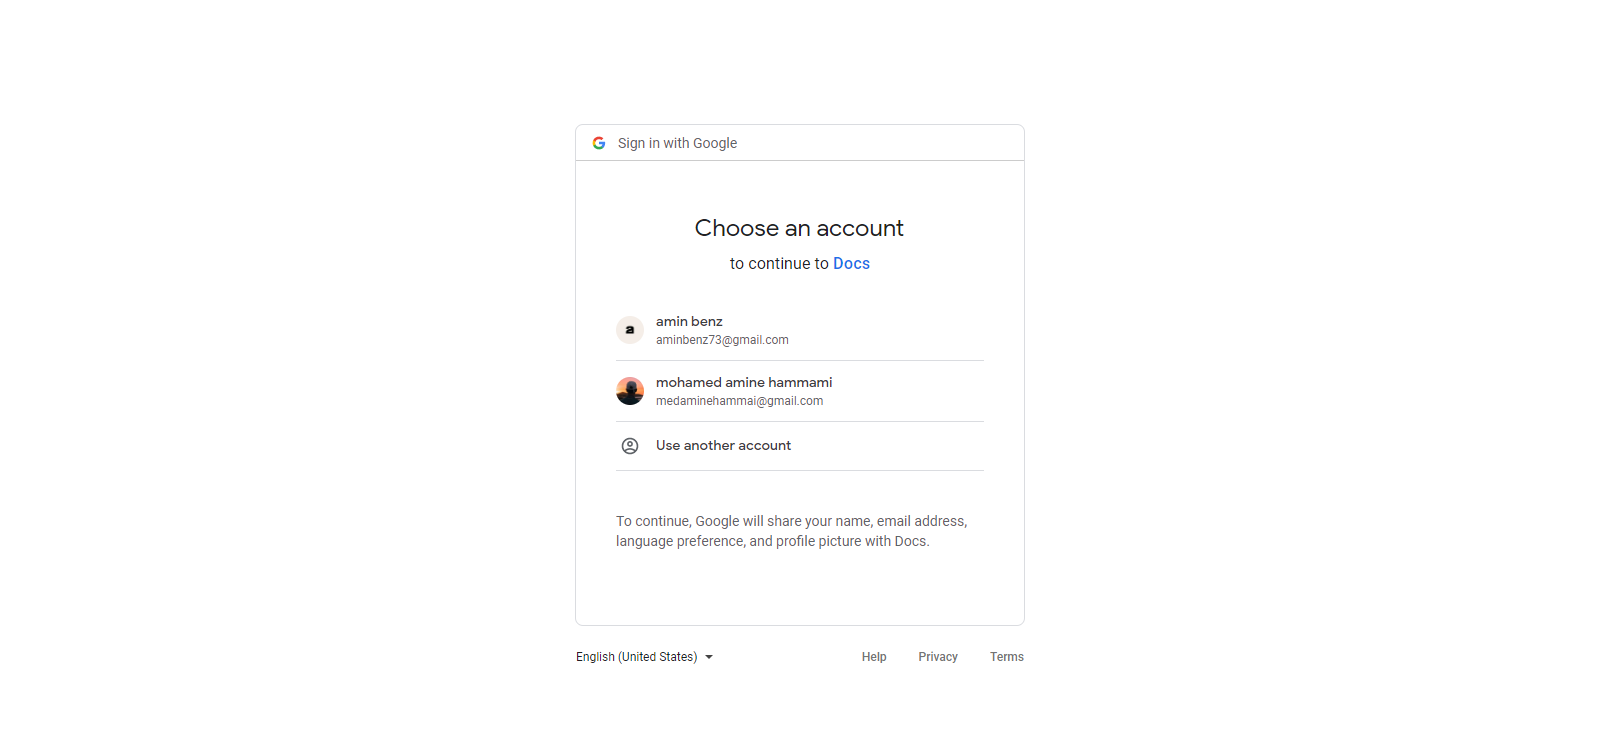 Sign in with Google
Choose an account
to continue to Docs
a
amin benz
aminbenz73@gmail.com
mohamed amine hammami
medaminehammai@gmail.com
Use another account
To continue, Google will share your name, email address,
language preference, and profile picture with Docs.
English (United States)
Help Privacy Terms